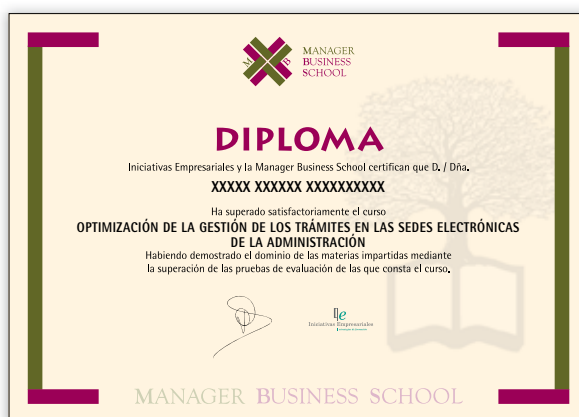 M B
MANAGER
BUSINESS
SCHOOL
DIPLOMA
Iniciativas Empresariales y la Manager Business School certifican que D. / Dña.
XXXXX XXXXXX XXXXXXXXXX
Ha superado satisfactoriamente el curso
OPTIMIZACIÓN DE LA GESTIÓN DE LOS TRÁMITES EN LAS SEDES ELECTRÓNICAS
DE LA ADMINISTRACIÓN
Habiendo demostrado el dominio de las materias impartidas mediante
la superación de las pruebas de evaluación de las que consta el curso.
Ie
Iniciativas Empresariales
MANAGER BUSINESS SCHOOL